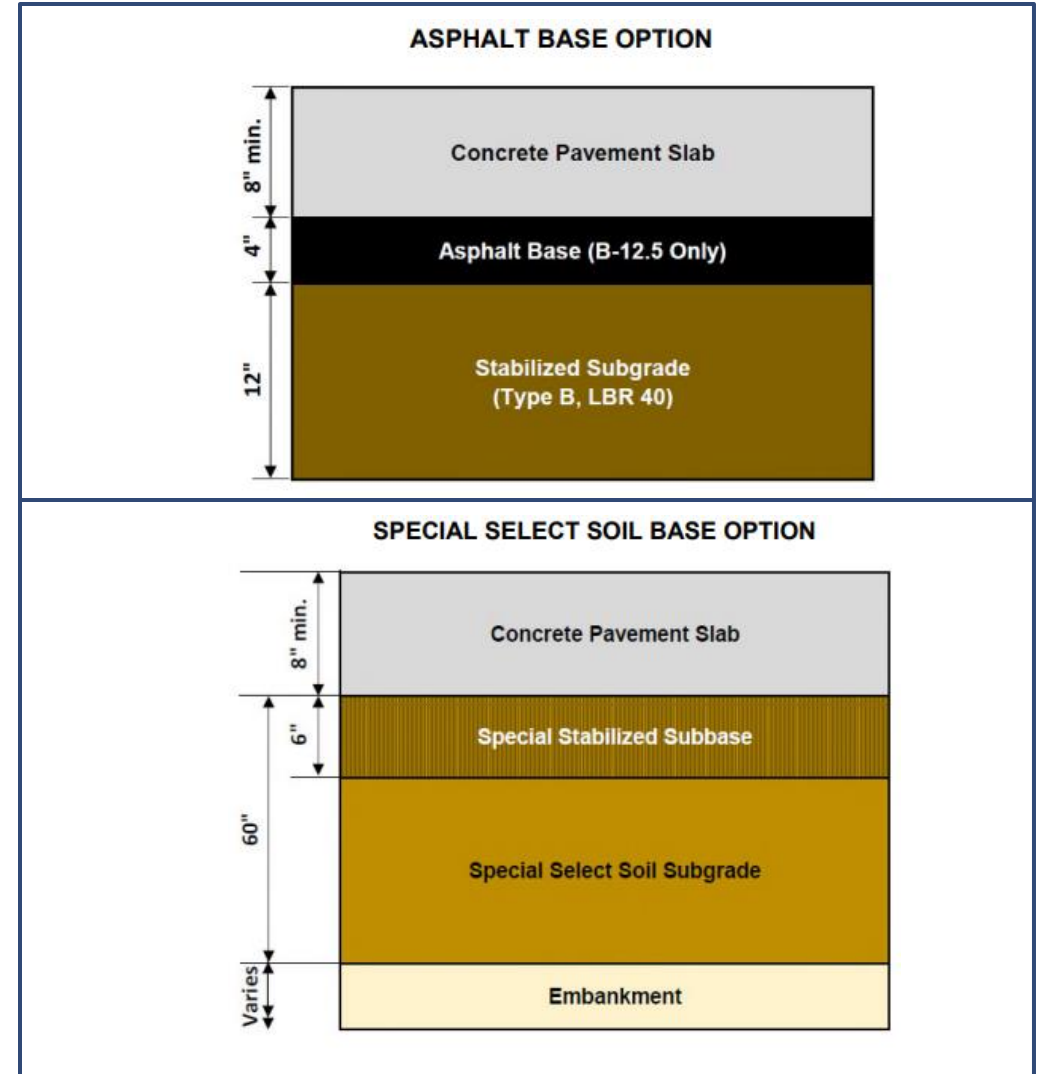 ASPHALT BASE OPTION
8" min.
Concrete Pavement Slab
4"
Asphalt Base (B-12.5 Only)
12"
Stabilized Subgrade
(Type B, LBR 40)
SPECIAL SELECT SOIL BASE OPTION
8" min.
Concrete Pavement Slab
6"
Special Stabilized Subbase
60"
Special Select Soil Subgrade
Varies
Embankment